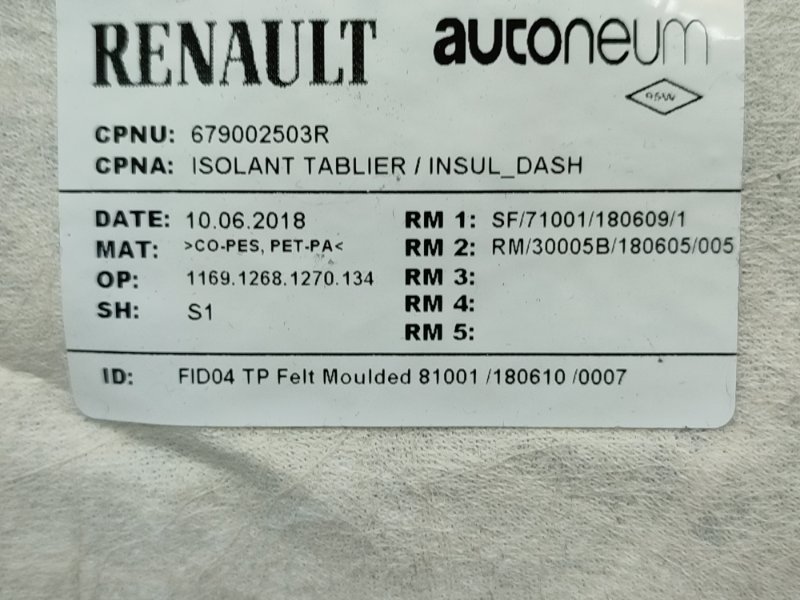 RENAULT autoneum
95W
CPNU: 679002503R
CPNA: ISOLANT TABLIER / INSUL_DASH
DATE: 10.06.2018 RM 1: SF/71001/180609/1
MAT: >CO-PES, PET-PA< RM 2: RM/30005B/180605/005
OP: 1169.1268.1270.134 RM 3:
SH: S1 RM 4:
RM 5:
ID: FID04 TP Felt Moulded 81001 /180610 /0007